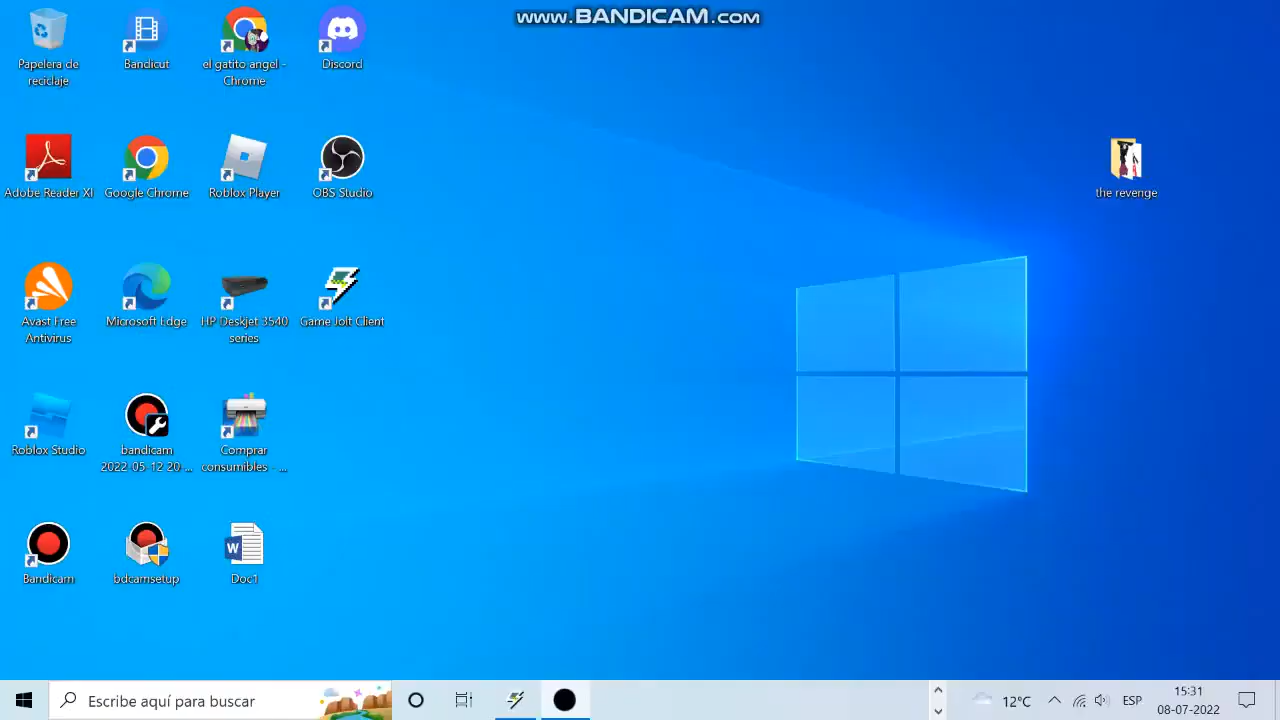 www.BANDICAM.com
Papelera de
reciclaje
Bandicut
el gatito angel -
Chrome
Discord
Adobe Reader XI
Google Chrome
Roblox Player
OBS Studio
the revenge
Avast Free
Antivirus
Microsoft Edge
HP Deskjet 3540
series
Game Jolt Client
Roblox Studio
bandicam
2022-05-12 20-...
Comprar
consumibles - ...
Bandicam
bdcamsetup
Doc1
Escribe aquí para buscar
12°C
ESP
15:31
08-07-2022